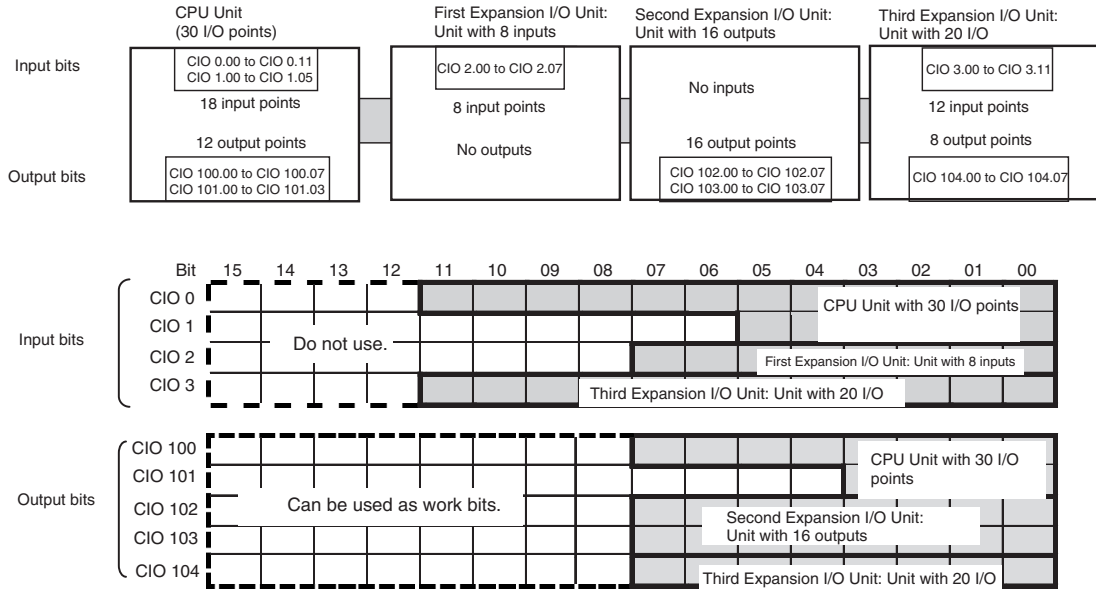 CPU Unit
(30 I/O points)
First Expansion I/O Unit:
Unit with 8 inputs
Second Expansion I/O Unit:
Unit with 16 outputs
Third Expansion I/O Unit:
Unit with 20 I/O
Input bits
CIO 0.00 to CIO 0.11
CIO 1.00 to CIO 1.05
18 input points
12 output points
CIO 100.00 to CIO 100.07
CIO 101.00 to CIO 101.03
CIO 2.00 to CIO 2.07
8 input points
No outputs
No inputs
16 output points
CIO 102.00 to CIO 102.07
CIO 103.00 to CIO 103.07
CIO 3.00 to CIO 3.11
12 input points
8 output points
CIO 104.00 to CIO 104.07
Output bits
Bit 15 14 13 12 11 10 09 08 07 06 05 04 03 02 01 00
Input bits
CIO 0
CIO 1
CIO 2
CIO 3
Do not use.
CPU Unit with 30 I/O points
First Expansion I/O Unit: Unit with 8 inputs
Third Expansion I/O Unit: Unit with 20 I/O
Output bits
CIO 100
CIO 101
CIO 102
CIO 103
CIO 104
Can be used as work bits.
CPU Unit with 30 I/O
points
Second Expansion I/O Unit:
Unit with 16 outputs
Third Expansion I/O Unit: Unit with 20 I/O